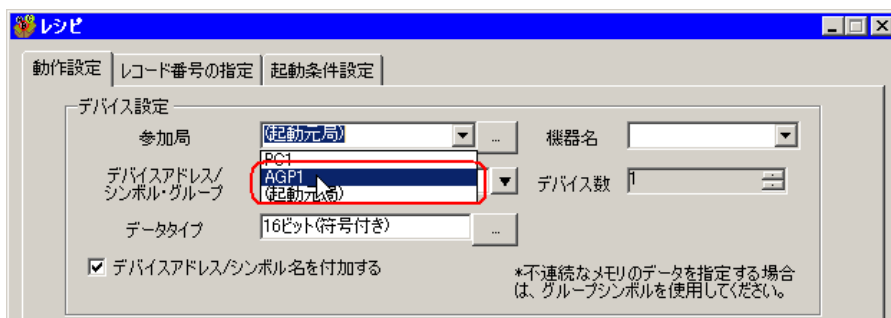 レシピ
動作設定 レコード番号の指定 起動条件設定
デバイス設定
参加局 (起動元局) ... 機器名
PC1
AGP1
(起動元局)
デバイスアドレス/
シンボル・グループ
デバイス数 1
データタイプ 16ビット(符号付き) ...
デバイスアドレス/シンボル名を付加する
*不連続なメモリのデータを指定する場合
は、グループシンボルを使用してください。